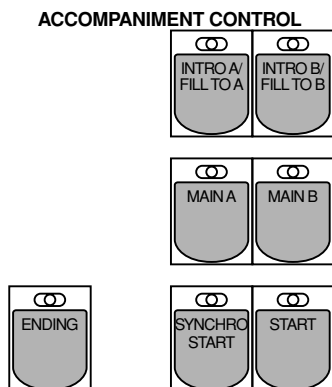 ACCOMPANIMENT CONTROL
INTRO A/
FILL TO A
INTRO B/
FILL TO B
MAIN A
MAIN B
ENDING
SYNCHRO
START
START